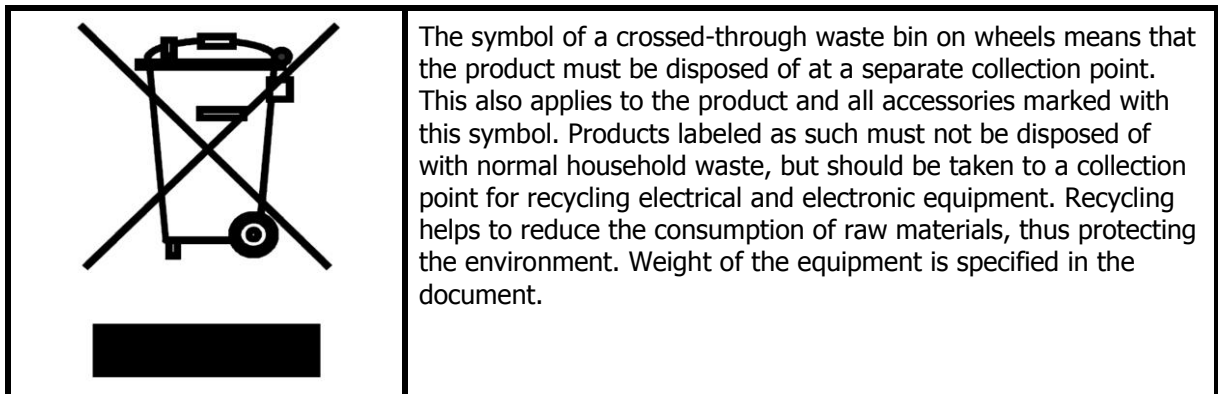 The symbol of a crossed-through waste bin on wheels means that
the product must be disposed of at a separate collection point.
This also applies to the product and all accessories marked with
this symbol. Products labeled as such must not be disposed of
with normal household waste, but should be taken to a collection
point for recycling electrical and electronic equipment. Recycling
helps to reduce the consumption of raw materials, thus protecting
the environment. Weight of the equipment is specified in the
document.